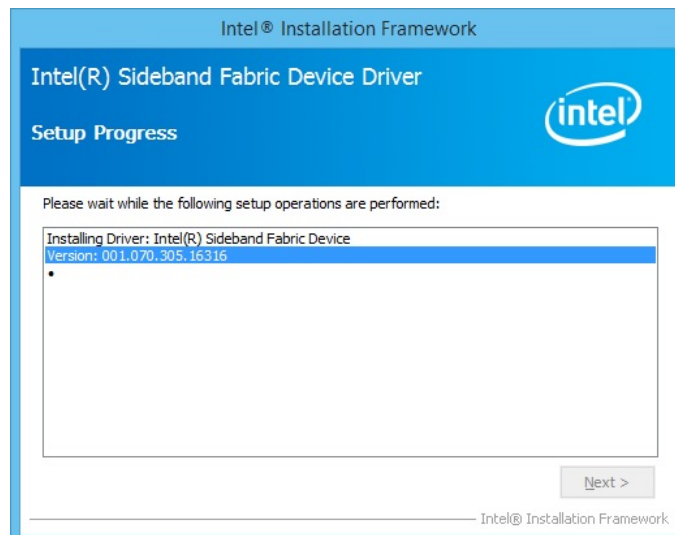 Intel® Installation Framework
Intel(R) Sideband Fabric Device Driver
intel
Setup Progress
Please wait while the following setup operations are performed:
Installing Driver: Intel(R) Sideband Fabric Device
Version: 001.070.305.16316
Next >
Intel® Installation Framework